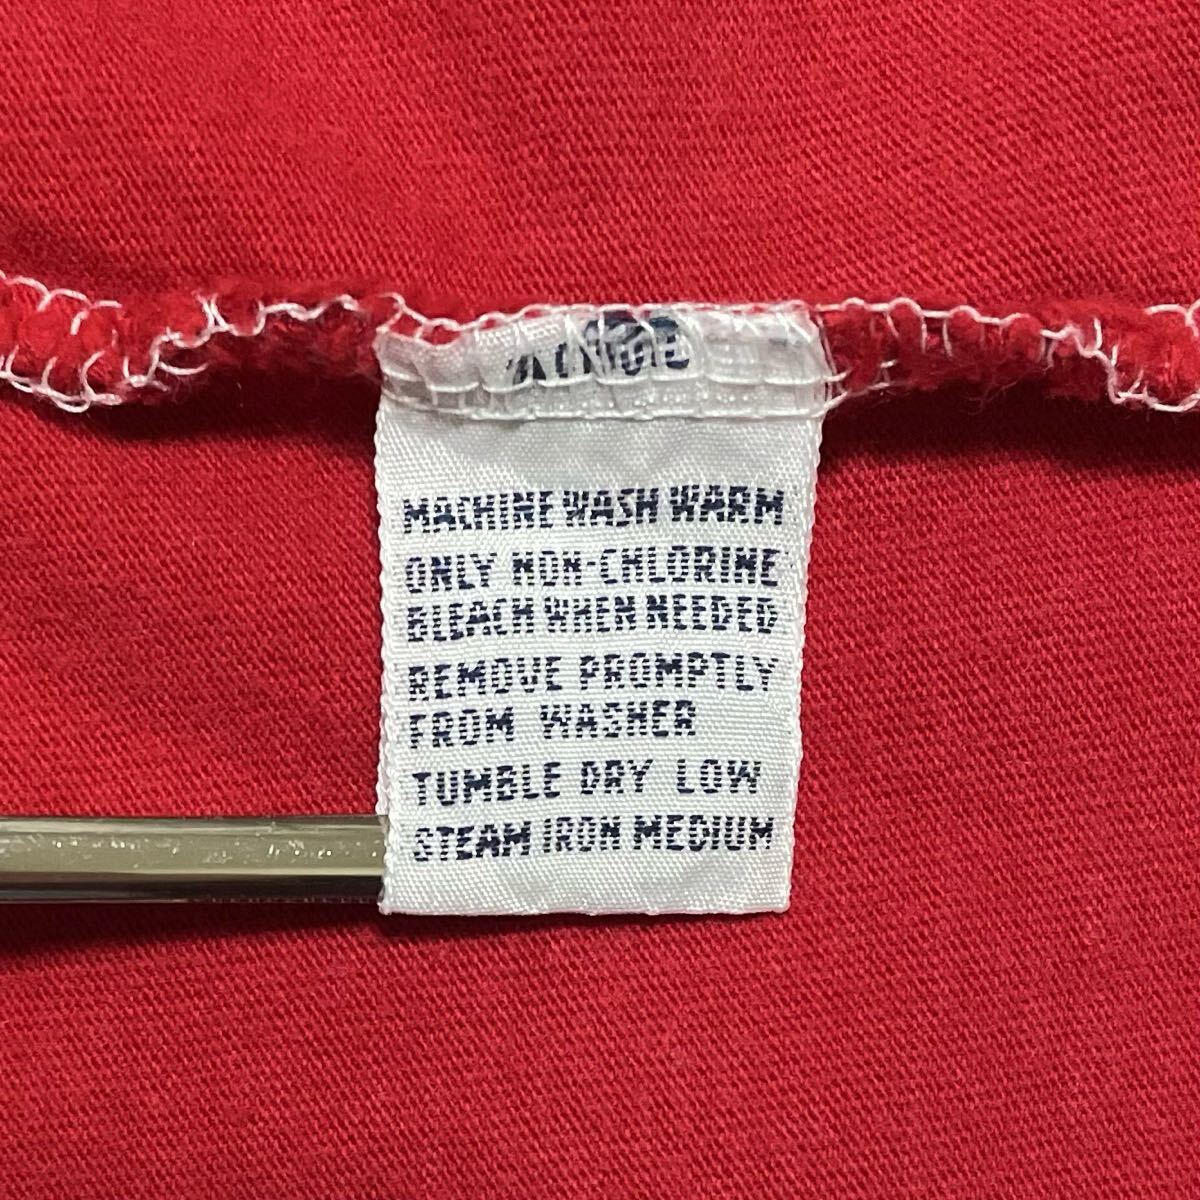 MACHINE WASH WARM
ONLY NON-CHLORINE
BLEACH WHEN NEEDED
REMOVE PROMPTLY
FROM WASHER
TUMBLE DRY LOW
STEAM IRON MEDIUM